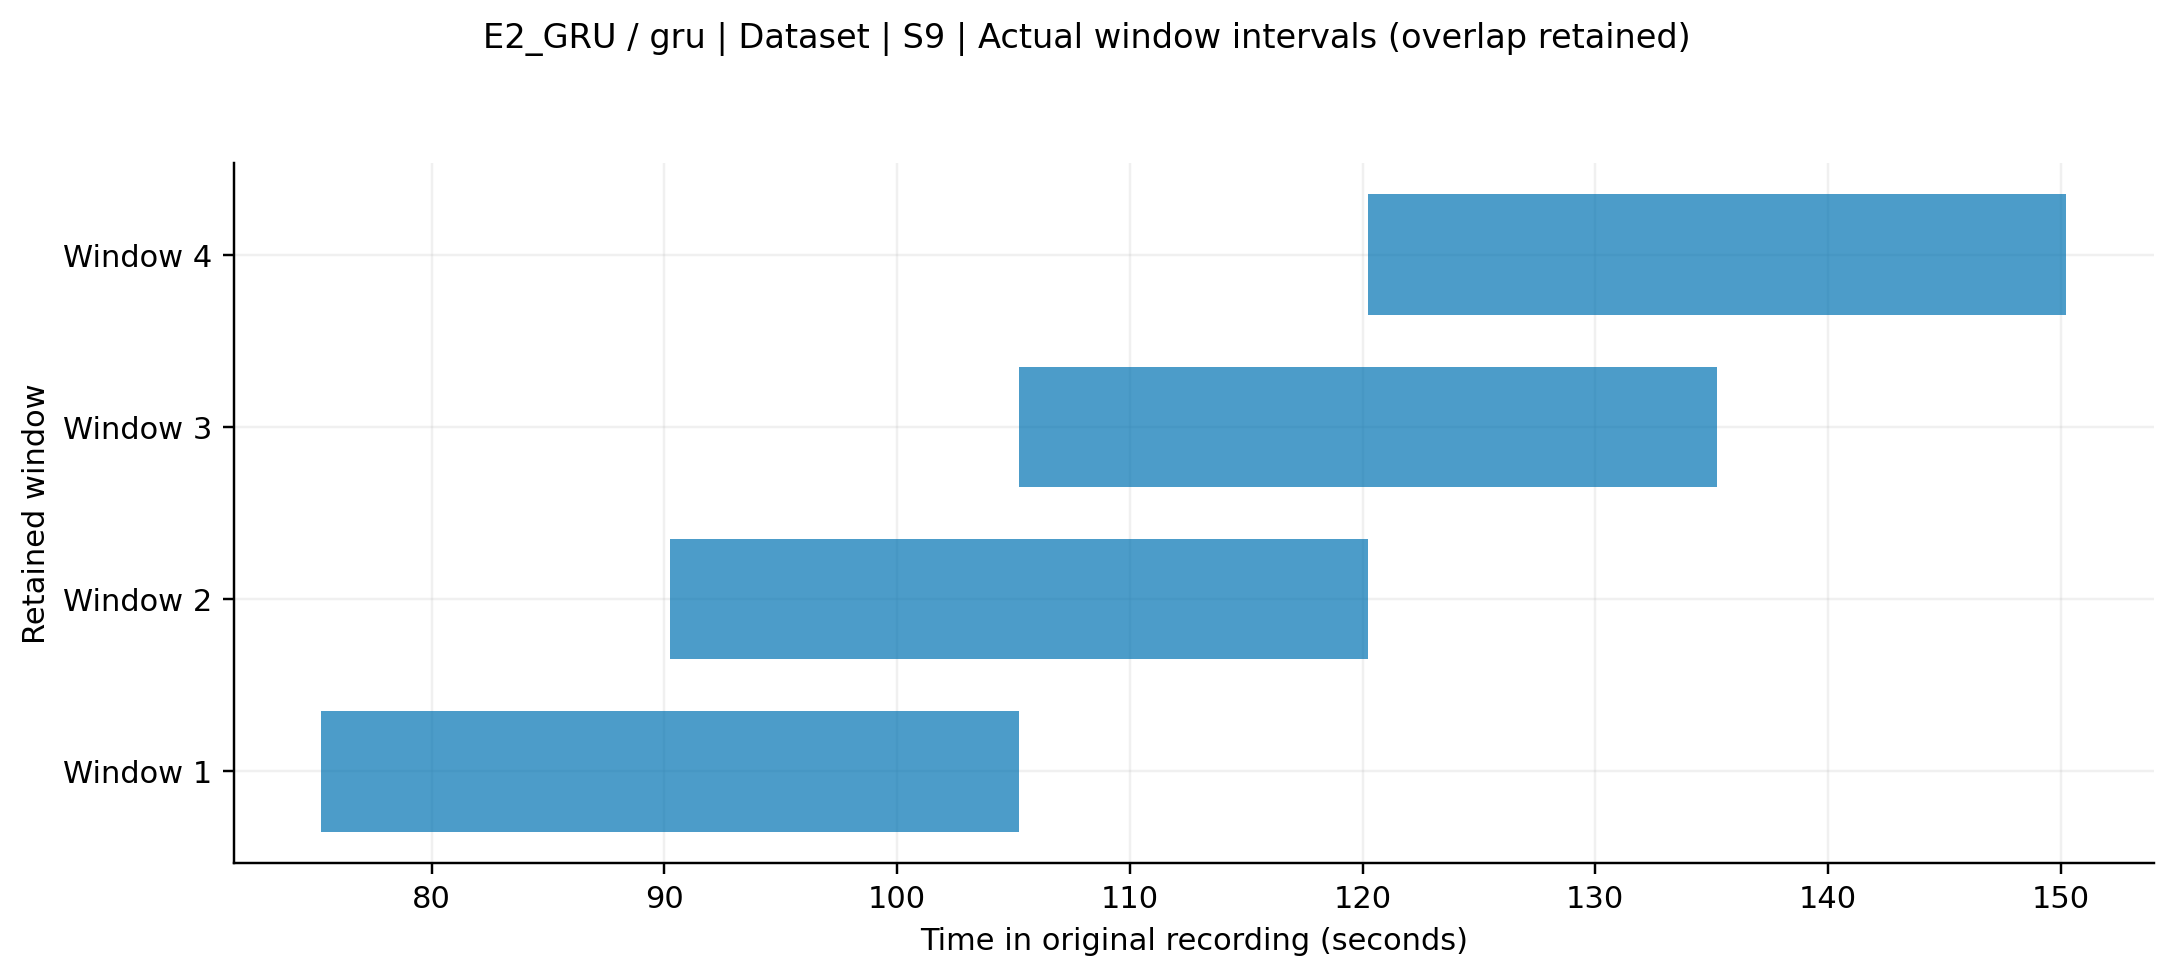 E2_GRU / gru | Dataset | S9 | Actual window intervals (overlap retained)
Retained window
Window 4
Window 3
Window 2
Window 1
80 90 100 110 120 130 140 150
Time in original recording (seconds)